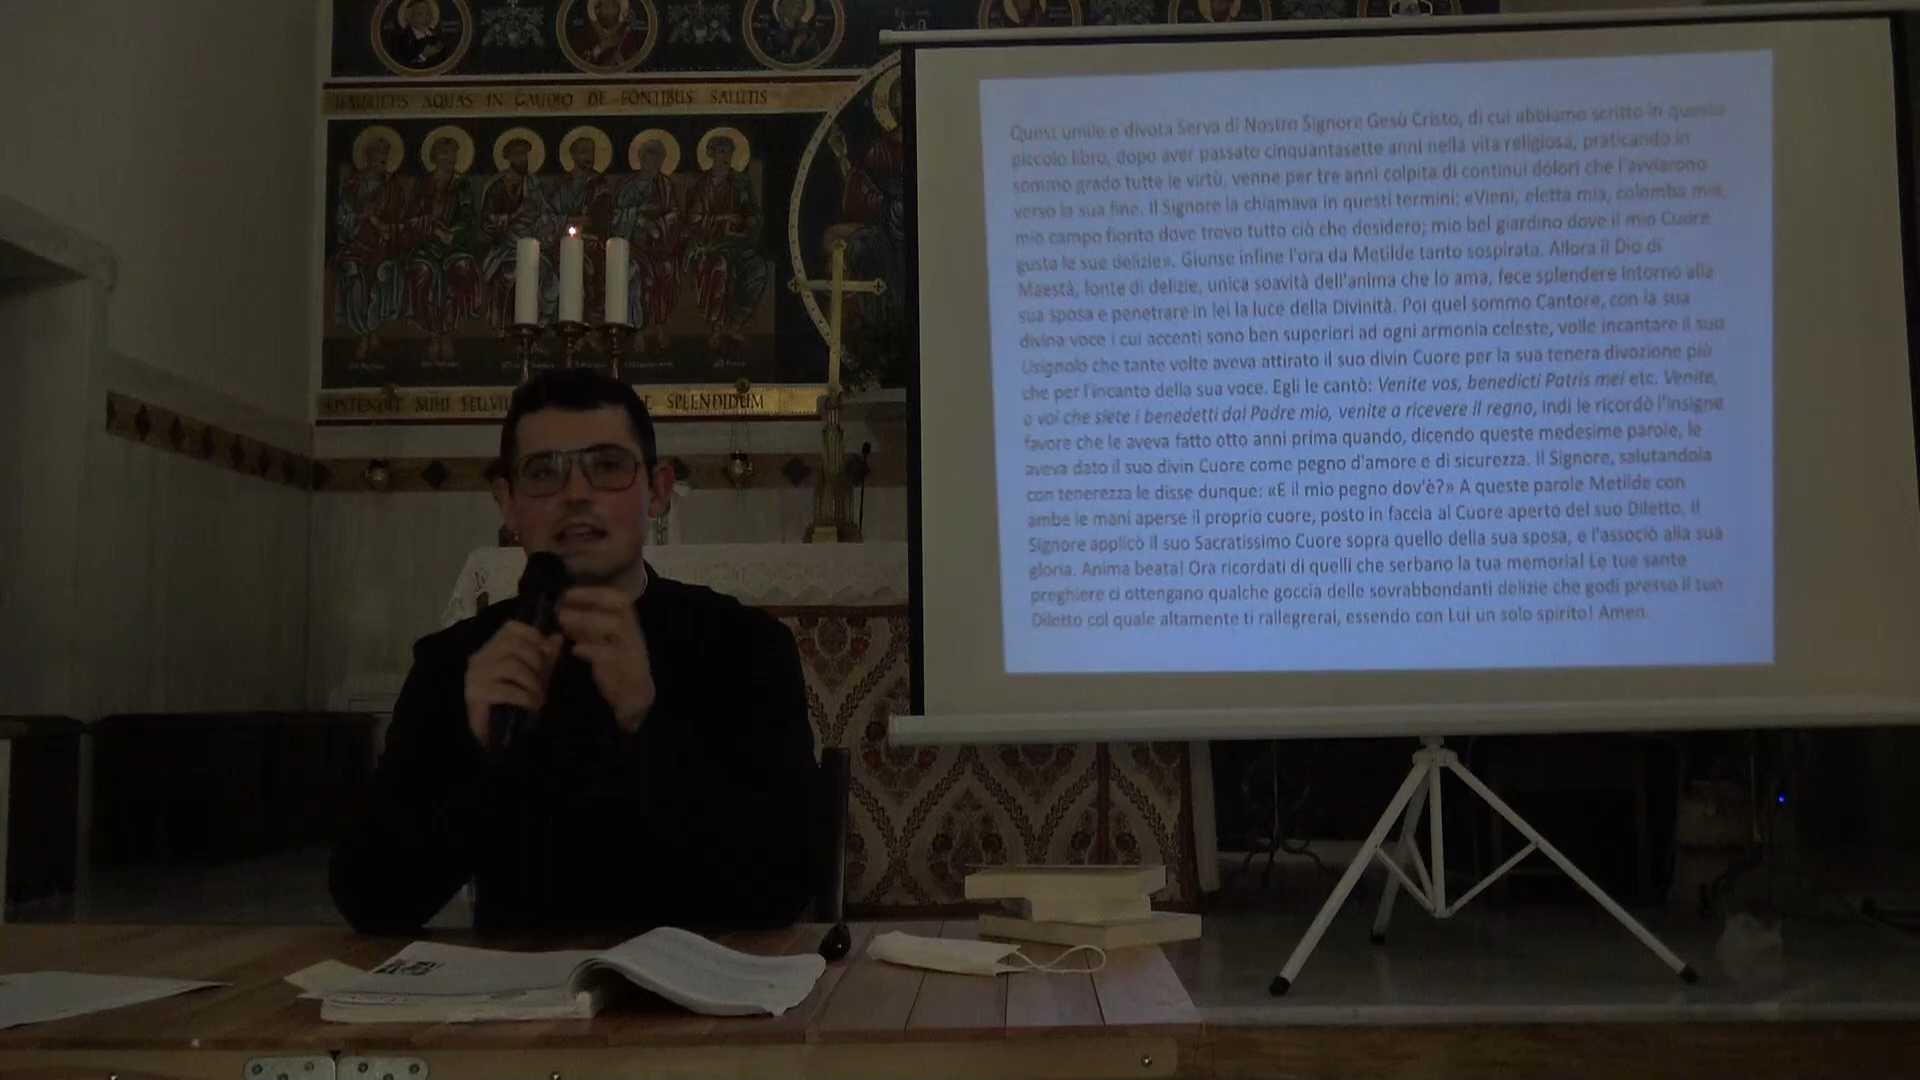 HAURIETIS AQUAS IN GAUDIO DE FONTIBUS SALUTIS
OSTENDIT MIHI FLUVIUM
E SPLENDIDUM
Quest'umile e divota Serva di Nostro Signore Gesù Cristo, di cui abbiamo scritto in questo
piccolo libro, dopo aver passato cinquantasette anni nella vita religiosa, praticando in
sommo grado tutte le virtù, venne per tre anni colpita di continui dolori che l'avviarono
verso la sua fine. Il Signore la chiamava in questi termini: «Vieni, eletta mia, colomba mia,
mio campo fiorito dove trovo tutto ciò che desidero; mio bel giardino dove il mio Cuore
gusta le sue delizie». Giunse infine l'ora da Metilde tanto sospirata. Allora il Dio di
Maestà, fonte di delizie, unica soavità dell'anima che lo ama, fece splendere intorno alla
sua sposa e penetrare in lei la luce della Divinità. Poi quel sommo Cantore, con la sua
divina voce i cui accenti sono ben superiori ad ogni armonia celeste, volle incantare il suo
Usignolo che tante volte aveva attirato il suo divin Cuore per la sua tenera divozione più
che per l'incanto della sua voce. Egli le cantò: Venite vos, benedicti Patris mei etc. Venite,
o voi che siete i benedetti dal Padre mio, venite a ricevere il regno, indi le ricordò l'insigne
favore che le aveva fatto otto anni prima quando, dicendo queste medesime parole, le
aveva dato il suo divin Cuore come pegno d'amore e di sicurezza. Il Signore, salutandola
con tenerezza le disse dunque: «E il mio pegno dov'è?» A queste parole Metilde con
ambe le mani aperse il proprio cuore, posto in faccia al Cuore aperto del suo Diletto. Il
Signore applicò il suo Sacratissimo Cuore sopra quello della sua sposa, e l'associò alla sua
gloria. Anima beata! Ora ricordati di quelli che serbano la tua memoria! Le tue sante
preghiere ci ottengano qualche goccia delle sovrabbondanti delizie che godi presso il tuo
Diletto col quale altamente ti rallegrerai, essendo con Lui un solo spirito! Amen.